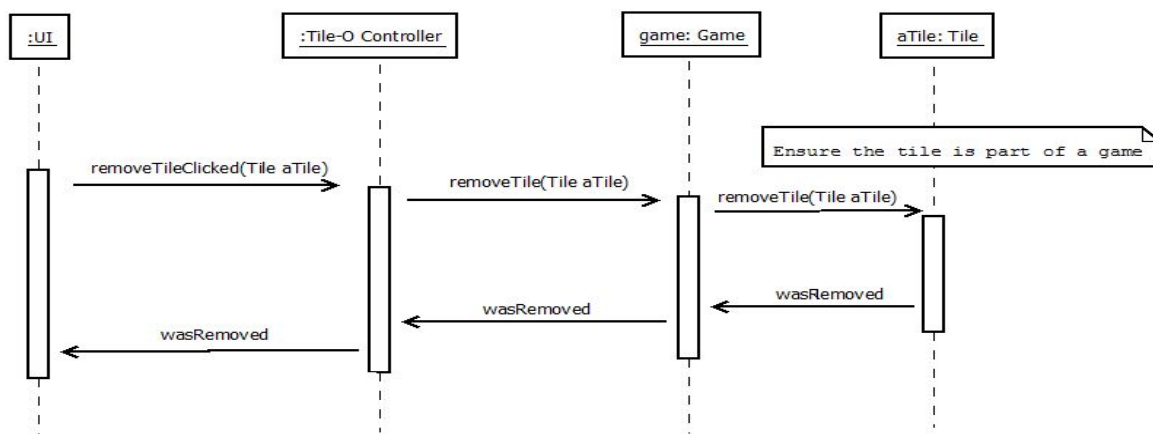 :UI
:Tile-O Controller
game: Game
aTile: Tile
Ensure the tile is part of a game
removeTileClicked(Tile aTile)
removeTile(Tile aTile)
removeTile(Tile aTile)
wasRemoved
wasRemoved
wasRemoved